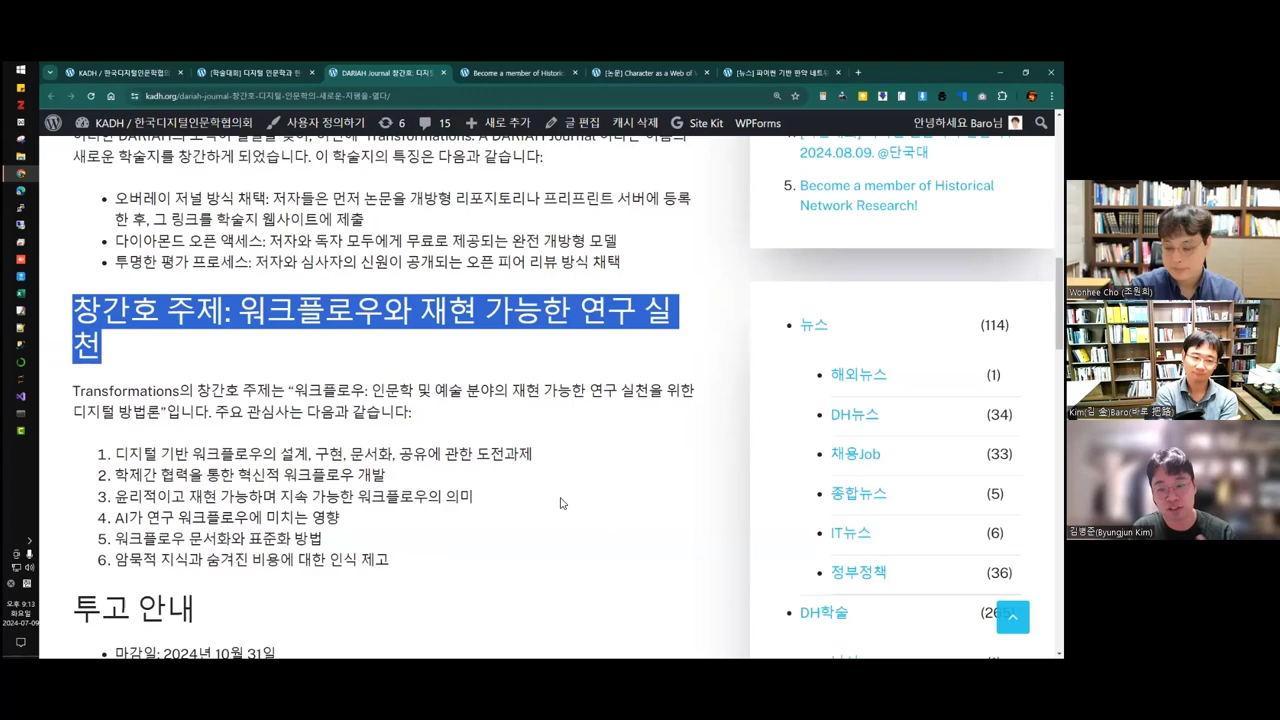 KADH / 한국디지털인문학협의
[학술대회] 디지털 인문학과 한
DARIAH Journal 창간호: 디지
Become a member of Historic
[논문] Character as a Web of
[뉴스] 파이썬 기반 한약 네트워
kadh.org/dariah-journal-창간호-디지털-인문학의-새로운-지평을-열다/
KADH / 한국디지털인문학협의회
사용자 정의하기
6
15
새로 추가
글 편집
캐시 삭제
Site Kit
WPForms
안녕하세요 Baro님
새로운 학술지를 창간하게 되었습니다. 이 학술지의 특징은 다음과 같습니다:
• 오버레이 저널 방식 채택: 저자들은 먼저 논문을 개방형 리포지토리나 프리프린트 서버에 등록
한 후, 그 링크를 학술지 웹사이트에 제출
• 다이아몬드 오픈 액세스: 저자와 독자 모두에게 무료로 제공되는 완전 개방형 모델
• 투명한 평가 프로세스: 저자와 심사자의 신원이 공개되는 오픈 피어 리뷰 방식 채택
창간호 주제: 워크플로우와 재현 가능한 연구 실
천
Transformations의 창간호 주제는 “워크플로우: 인문학 및 예술 분야의 재현 가능한 연구 실천을 위한
디지털 방법론”입니다. 주요 관심사는 다음과 같습니다:
1. 디지털 기반 워크플로우의 설계, 구현, 문서화, 공유에 관한 도전과제
2. 학제간 협력을 통한 혁신적 워크플로우 개발
3. 윤리적이고 재현 가능하며 지속 가능한 워크플로우의 의미
4. AI가 연구 워크플로우에 미치는 영향
5. 워크플로우 문서화와 표준화 방법
6. 암묵적 지식과 숨겨진 비용에 대한 인식 제고
투고 안내
• 마감일: 2024년 10월 31일
2024.08.09. @단국대
5. Become a member of Historical
Network Research!
• 뉴스 (114)
• 해외뉴스 (1)
• DH뉴스 (34)
• 채용Job (33)
• 종합뉴스 (5)
• IT뉴스 (6)
• 정부정책 (36)
• DH학술
오후 9:13
화요일
2024-07-09
Wonhee Cho (조원희)
Kim(김 金)Baro(바로 把路)
김병준(Byungjun Kim)